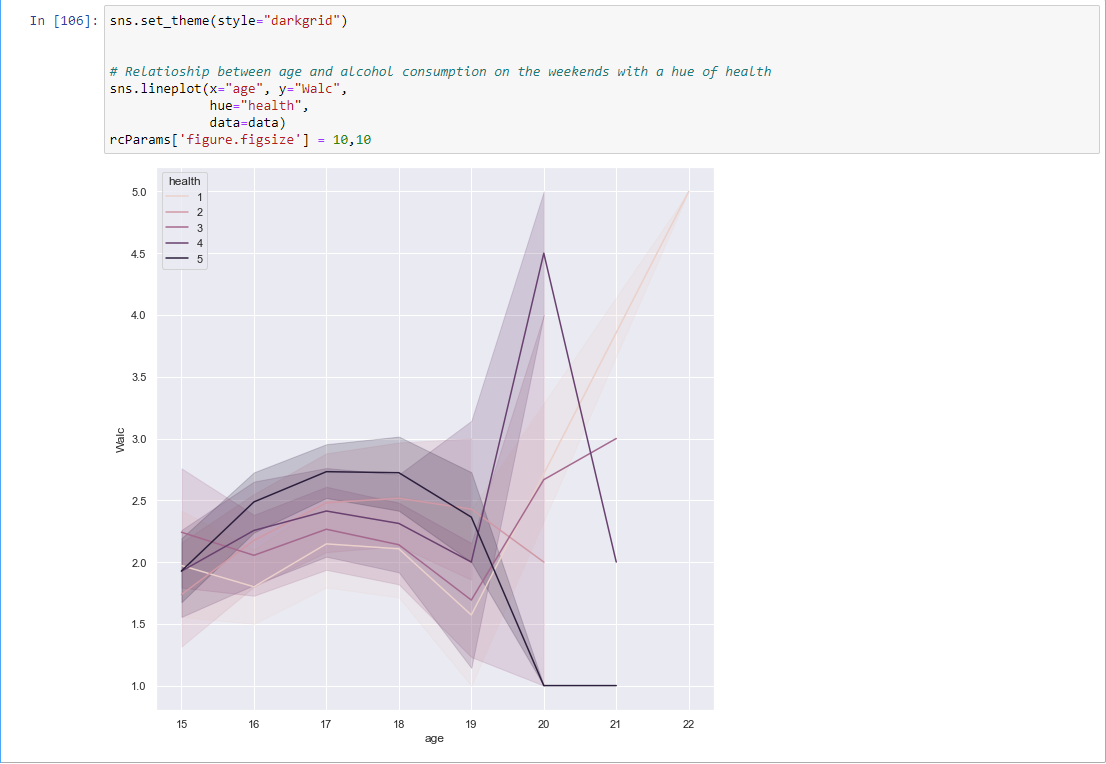 In [106]: sns.set_theme(style="darkgrid")
# Relatioship between age and alcohol consumption on the weekends with a hue of health
sns.lineplot(x="age", y="Walc",
hue="health",
data=data)
rcParams['figure.figsize'] = 10,10
health
1
2
3
4
5
5.0
4.5
4.0
3.5
3.0
2.5
2.0
1.5
1.0
Walc
15 16 17 18 19 20 21 22
age